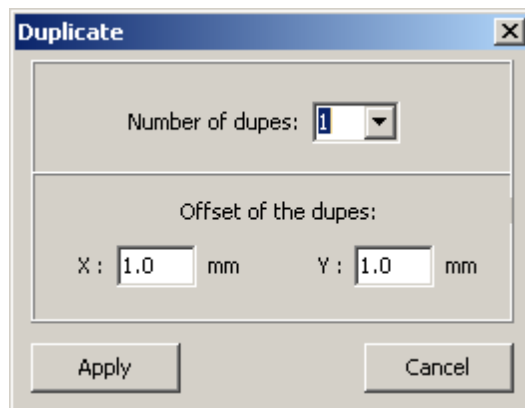 Duplicate
Number of dupes: 1
Offset of the dupes:
X : 1.0 mm Y : 1.0 mm
Apply Cancel